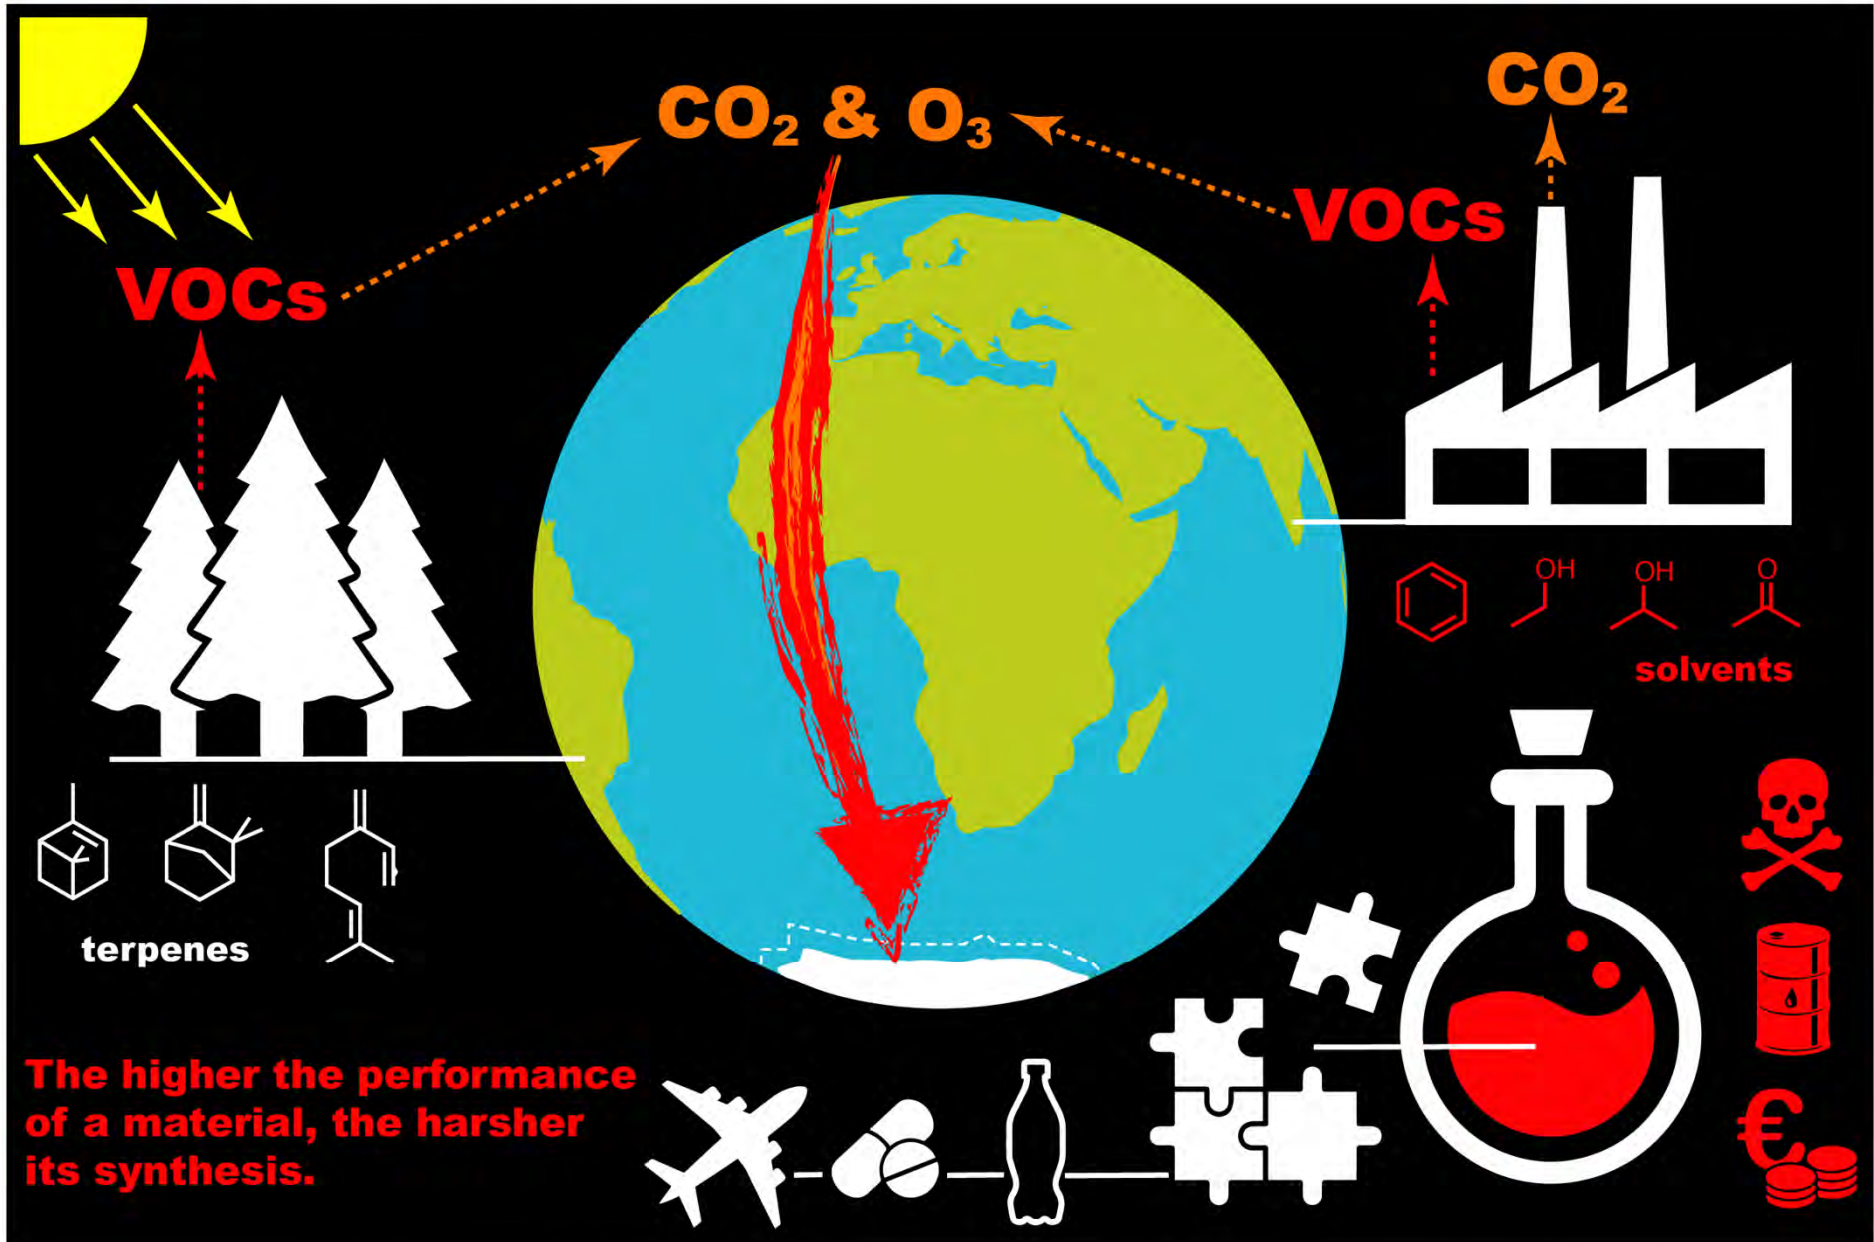 CO₂ & O₃
CO₂
VOCs
VOCs
OH
OH
O
solvents
terpenes
The higher the performance
of a material, the harsher
its synthesis.
€